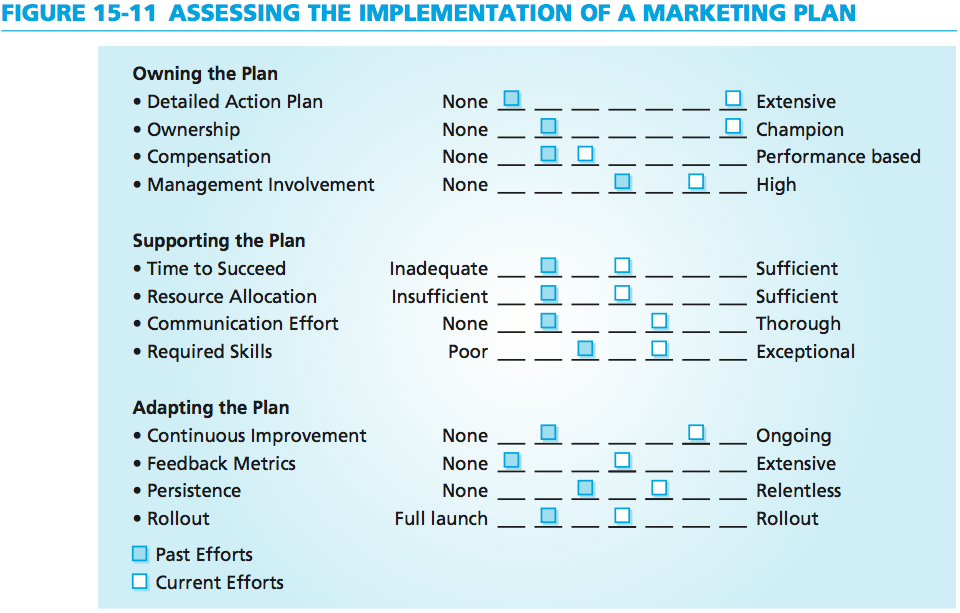 FIGURE 15-11 ASSESSING THE IMPLEMENTATION OF A MARKETING PLAN
Owning the Plan
• Detailed Action Plan None Extensive
• Ownership None Champion
• Compensation None Performance based
• Management Involvement None High
Supporting the Plan
• Time to Succeed Inadequate Sufficient
• Resource Allocation Insufficient Sufficient
• Communication Effort None Thorough
• Required Skills Poor Exceptional
Adapting the Plan
• Continuous Improvement None Ongoing
• Feedback Metrics None Extensive
• Persistence None Relentless
• Rollout Full launch Rollout
Past Efforts
Current Efforts